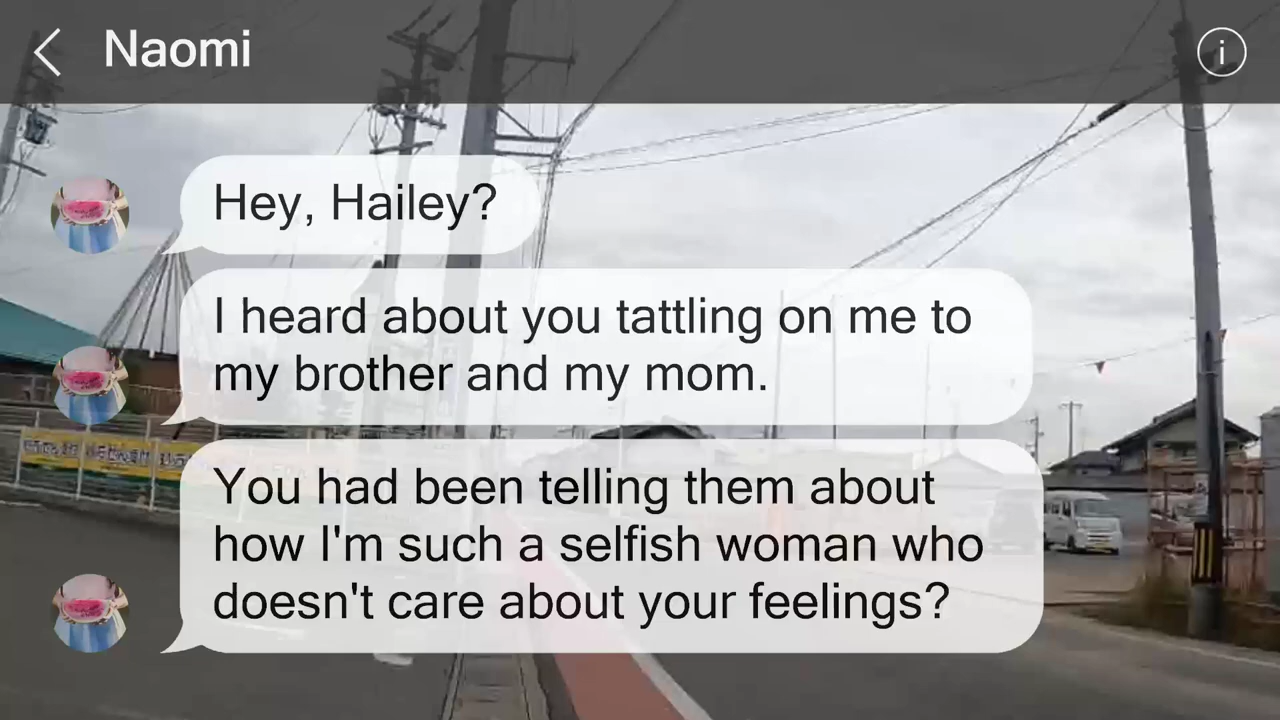 Naomi
Hey, Hailey?
I heard about you tattling on me to
my brother and my mom.
You had been telling them about
how I'm such a selfish woman who
doesn't care about your feelings?